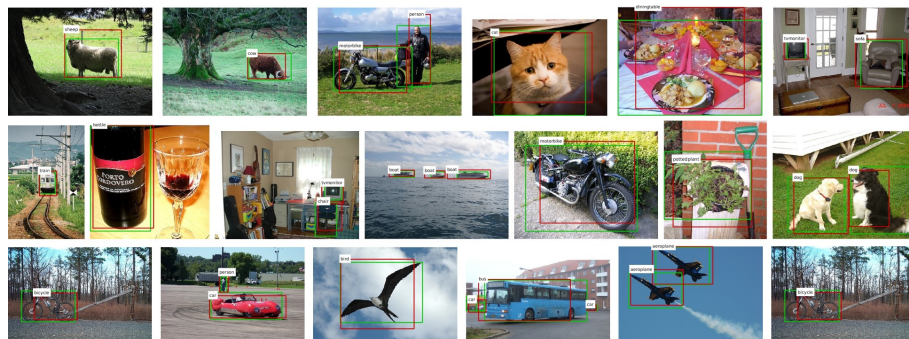 sheep
cow
person
motorbike
cat
diningtable
tvmonitor
sofa
train
bottle
PORTO
tvmonitor
chair
boat
boat
boat
motorbike
pottedplant
dog
dog
bicycle
person
car
bird
bus
car
car
aeroplane
aeroplane
bicycle